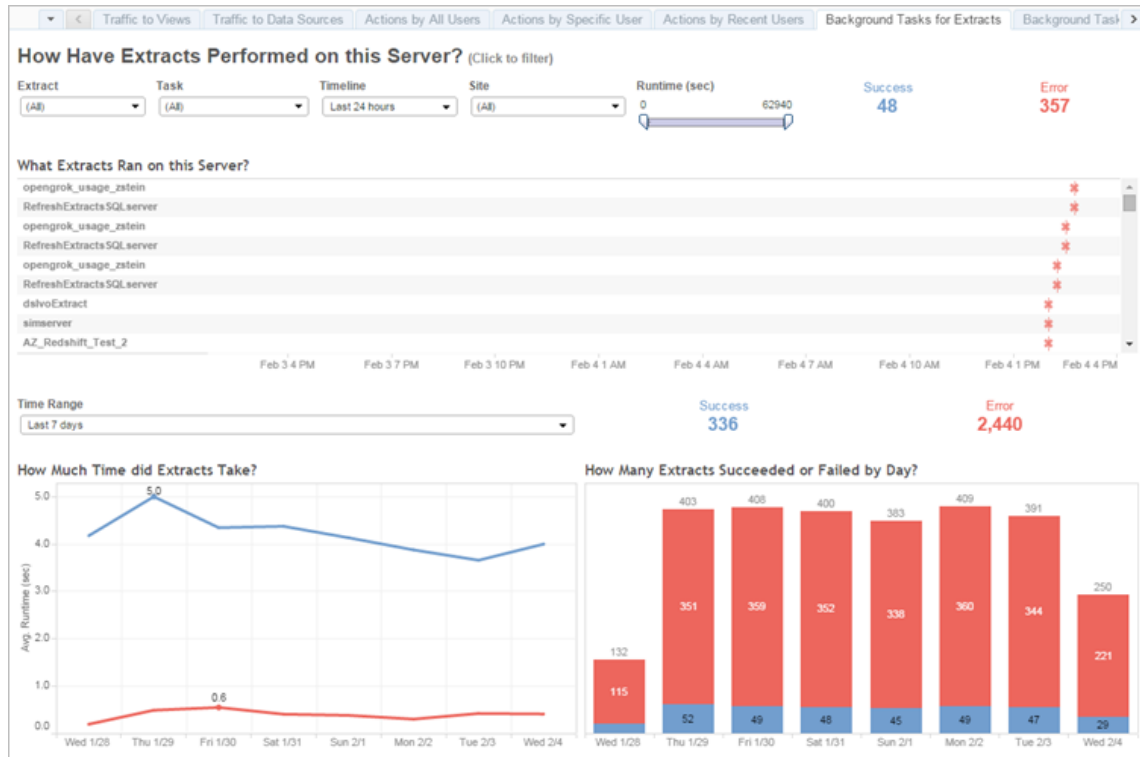 Traffic to Views Traffic to Data Sources Actions by All Users Actions by Specific User Actions by Recent Users Background Tasks for Extracts Background Task
How Have Extracts Performed on this Server? (Click to filter)
Extract Task Timeline Site Runtime (sec) Success Error
(All) (All) Last 24 hours (All) 0 62940 48 357
What Extracts Ran on this Server?
opengrok_usage_zstein
RefreshExtractsSQLserver
opengrok_usage_zstein
RefreshExtractsSQLserver
opengrok_usage_zstein
RefreshExtractsSQLserver
dslvoExtract
simserver
AZ_Redshift_Test_2
Feb 3 4 PM Feb 3 7 PM Feb 3 10 PM Feb 4 1 AM Feb 4 4 AM Feb 4 7 AM Feb 4 10 AM Feb 4 1 PM Feb 4 4 PM
Time Range Success Error
Last 7 days 336 2,440
How Much Time did Extracts Take?
5.0
5.0
4.0
3.0
2.0
1.0
0.6
0.0
Avg. Runtime (sec)
Wed 1/28 Thu 1/29 Fri 1/30 Sat 1/31 Sun 2/1 Mon 2/2 Tue 2/3 Wed 2/4
How Many Extracts Succeeded or Failed by Day?
132 403 408 400 383 409 391 250
115 351 359 352 338 360 344 221
52 49 48 45 49 47 29
Wed 1/28 Thu 1/29 Fri 1/30 Sat 1/31 Sun 2/1 Mon 2/2 Tue 2/3 Wed 2/4